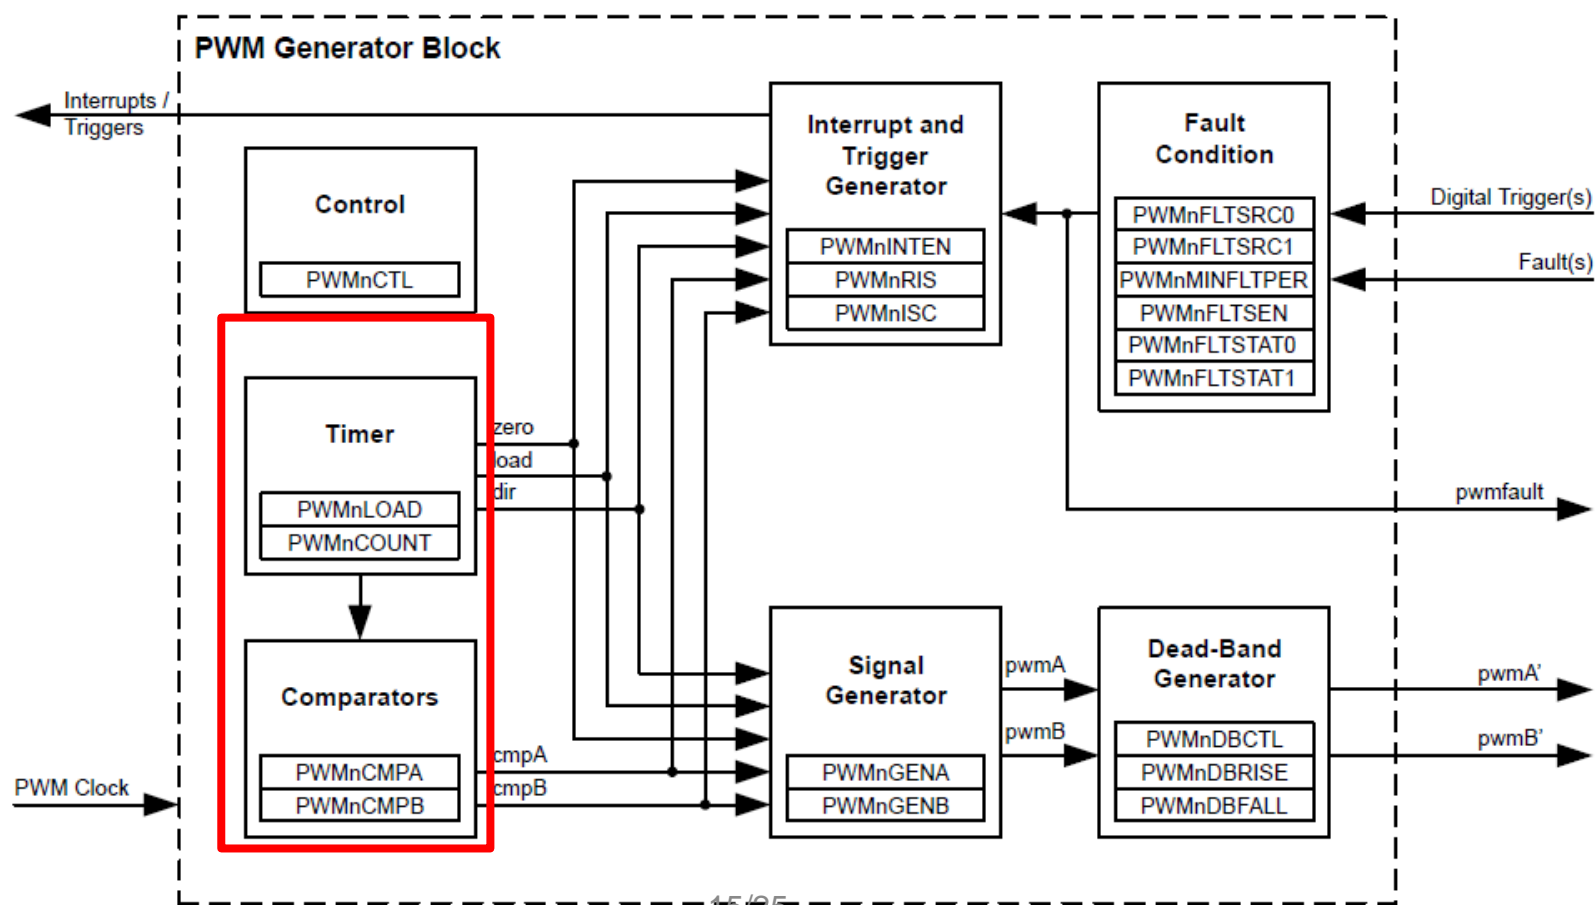 PWM Generator Block
Interrupts /
Triggers
Control
PWMnCTL
Timer
PWMnLOAD
PWMnCOUNT
zero
load
dir
Comparators
PWMnCMPA
PWMnCMPB
cmpA
cmpB
PWM Clock
Interrupt and
Trigger
Generator
PWMnINTEN
PWMnRIS
PWMnISC
Fault
Condition
PWMnFLTSRC0
PWMnFLTSRC1
PWMnMINFLTPER
PWMnFLTSEN
PWMnFLTSTAT0
PWMnFLTSTAT1
Digital Trigger(s)
Fault(s)
pwmfault
Signal
Generator
PWMnGENA
PWMnGENB
pwmA
pwmB
Dead-Band
Generator
PWMnDBCTL
PWMnDBRISE
PWMnDBFALL
pwmA'
pwmB'